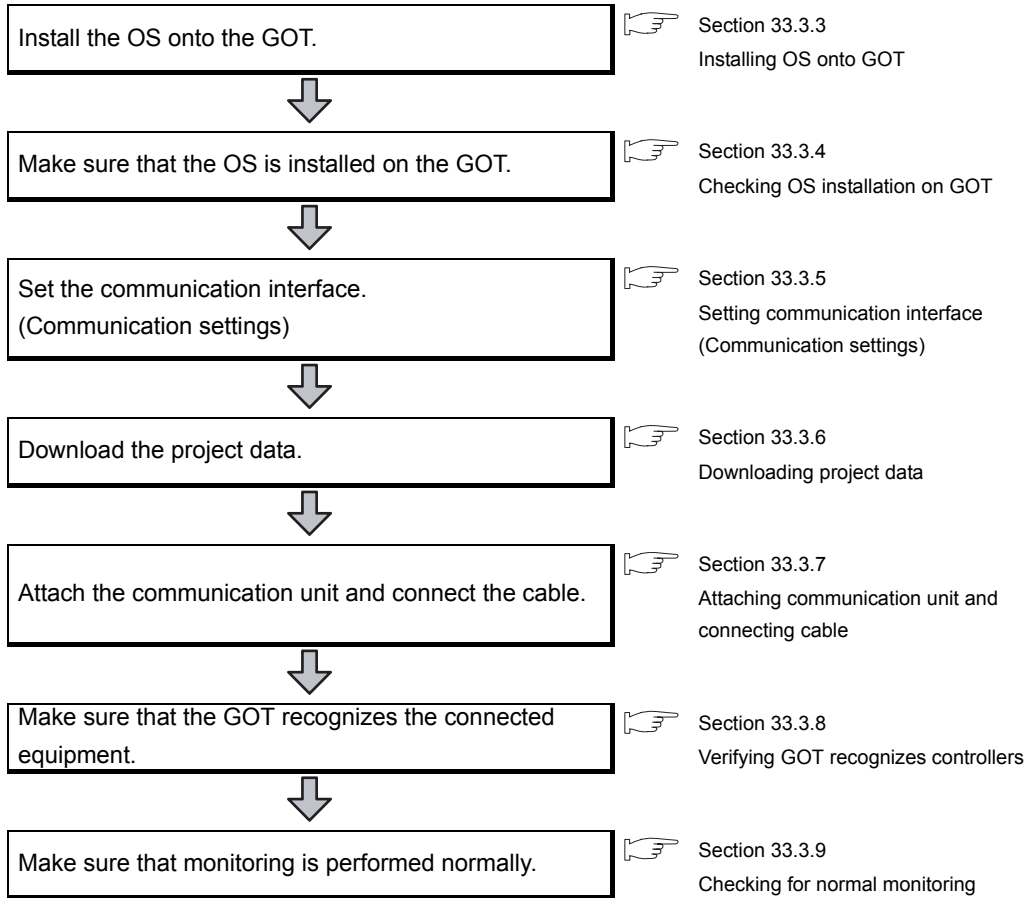 Install the OS onto the GOT.
Section 33.3.3
Installing OS onto GOT
Make sure that the OS is installed on the GOT.
Section 33.3.4
Checking OS installation on GOT
Set the communication interface.
(Communication settings)
Section 33.3.5
Setting communication interface
(Communication settings)
Download the project data.
Section 33.3.6
Downloading project data
Attach the communication unit and connect the cable.
Section 33.3.7
Attaching communication unit and
connecting cable
Make sure that the GOT recognizes the connected
equipment.
Section 33.3.8
Verifying GOT recognizes controllers
Make sure that monitoring is performed normally.
Section 33.3.9
Checking for normal monitoring